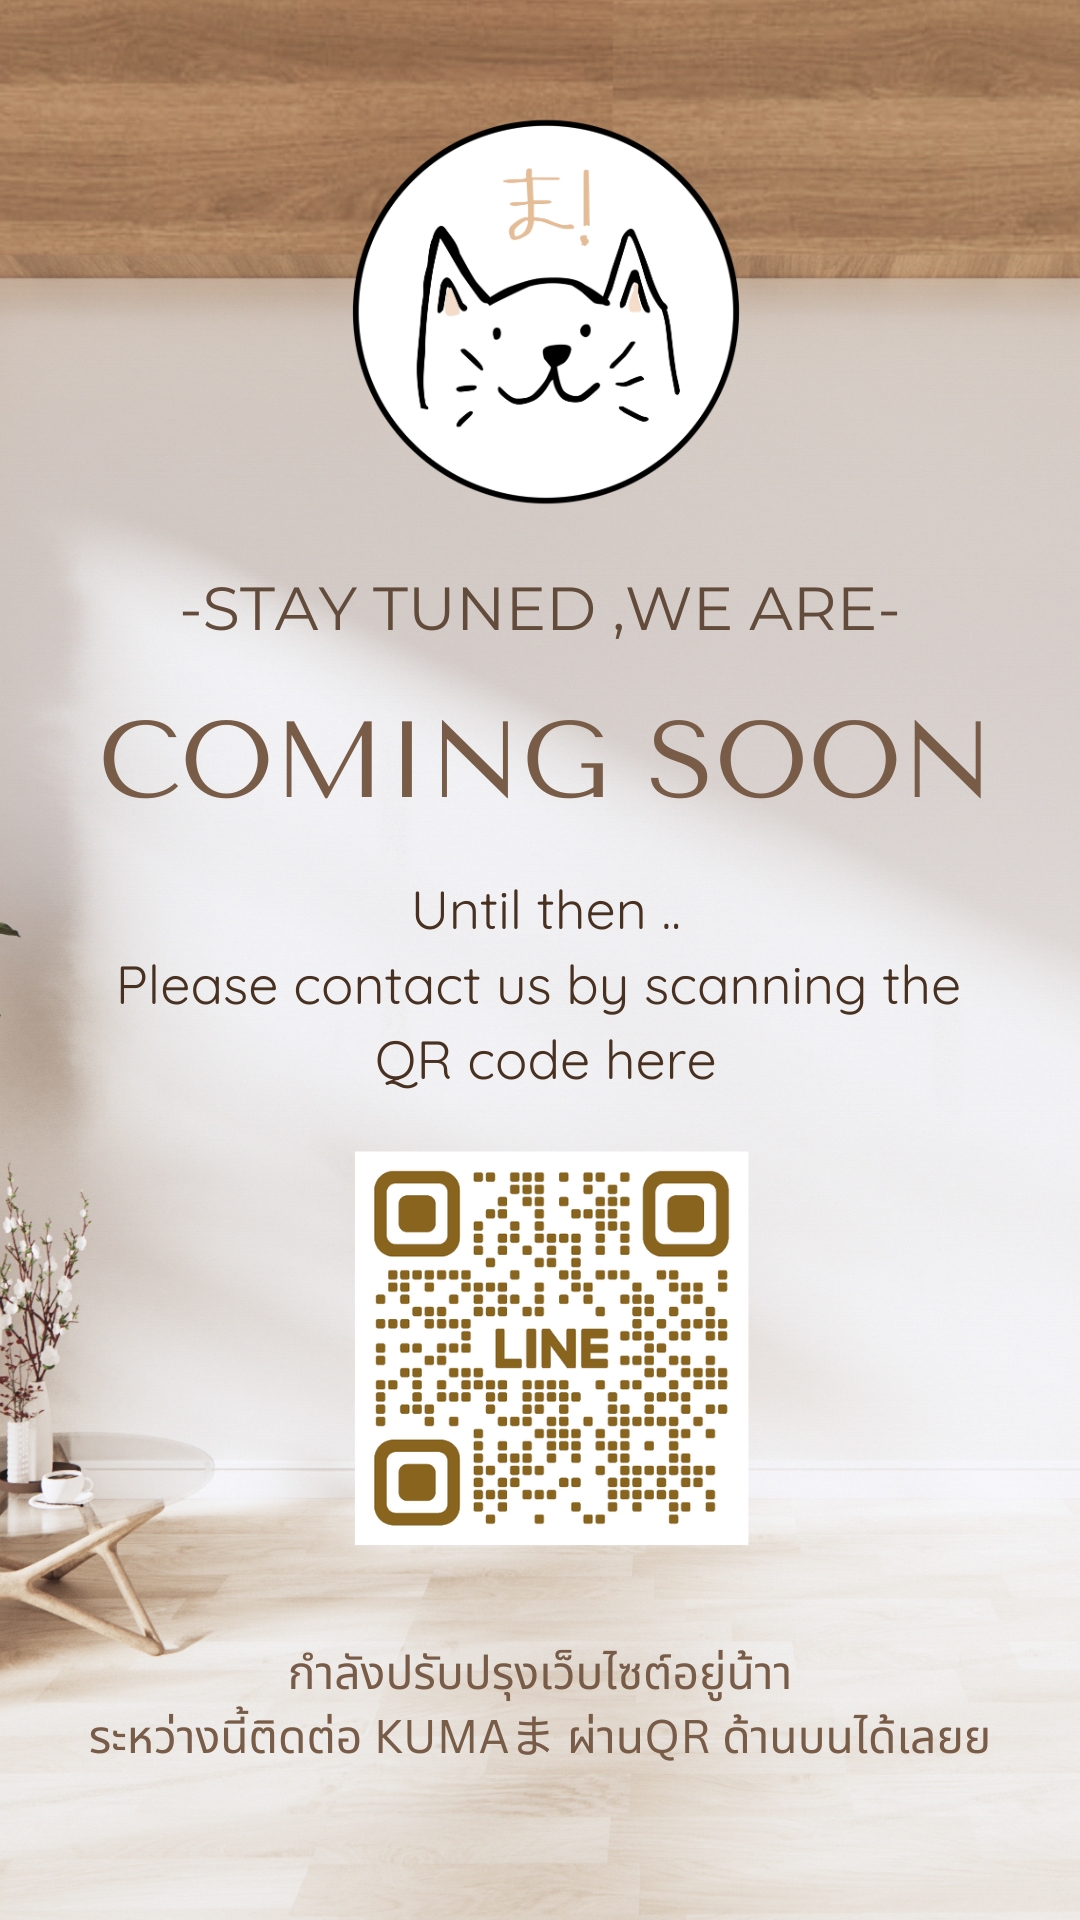 ま!
-STAY TUNED ,WE ARE-
COMING SOON
Until then ..
Please contact us by scanning the
QR code here
LINE
กำลังปรับปรุงเว็บไซต์อยู่น้าา
ระหว่างนี้ติดต่อ KUMAま ผ่านQR ด้านบนได้เลยย